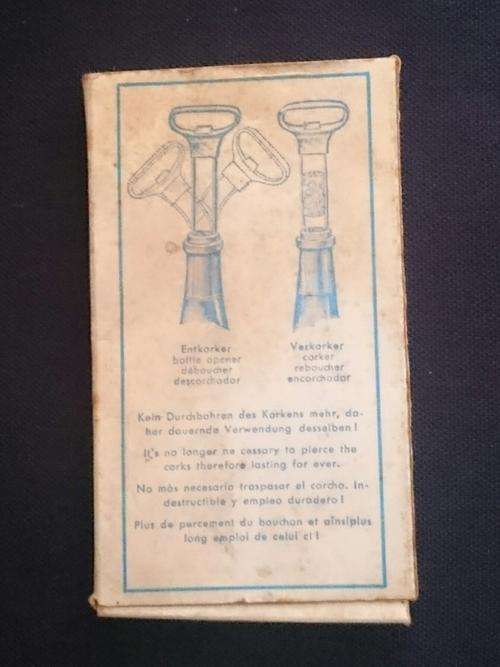 Entkorker
bottle opener
déboucher
descorchador
Verkorker
corker
reboucher
encorchador
Kein Durchbohren des Korkens mehr, da-
her dauernde Verwendung desselben!
It's no longer ne cessary to pierce the
corks therefore lasting for ever.
No màs necesario traspasar el corcho. In-
destructible y empleo duradero!
Plus de percement du bouchon et aînsiplus
long emploi de celui ci!